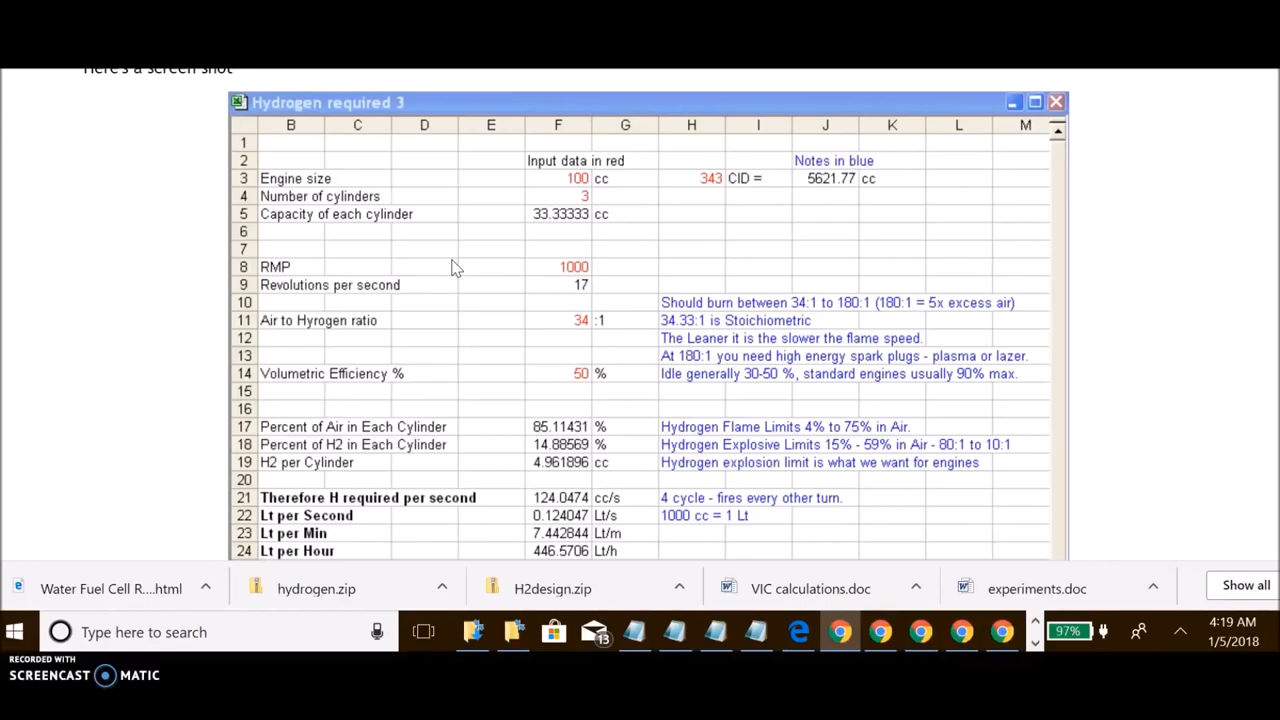 Here's a screen shot
Hydrogen required 3
B C D E F G H I J K L M
1
2 Input data in red Notes in blue
3 Engine size 100 cc 343 CID = 5621.77 cc
4 Number of cylinders 3
5 Capacity of each cylinder 33.33333 cc
6
7
8 RMP 1000
9 Revolutions per second 17
10 Should burn between 34:1 to 180:1 (180:1 = 5x excess air)
11 Air to Hyrogen ratio 34 :1 34.33:1 is Stoichiometric
12 The Leaner it is the slower the flame speed.
13 At 180:1 you need high energy spark plugs - plasma or lazer.
14 Volumetric Efficiency % 50 % Idle generally 30-50 %, standard engines usually 90% max.
15
16
17 Percent of Air in Each Cylinder 85.11431 % Hydrogen Flame Limits 4% to 75% in Air.
18 Percent of H2 in Each Cylinder 14.88569 % Hydrogen Explosive Limits 15% - 59% in Air - 80:1 to 10:1
19 H2 per Cylinder 4.961896 cc Hydrogen explosion limit is what we want for engines
20
21 Therefore H required per second 124.0474 cc/s 4 cycle - fires every other turn.
22 Lt per Second 0.124047 Lt/s 1000 cc = 1 Lt
23 Lt per Min 7.442844 Lt/m
24 Lt per Hour 446.5706 Lt/h
Water Fuel Cell R....html hydrogen.zip H2design.zip VIC calculations.doc experiments.doc Show all
Type here to search 13 97% 4:19 AM
1/5/2018
RECORDED WITH
SCREENCAST MATIC